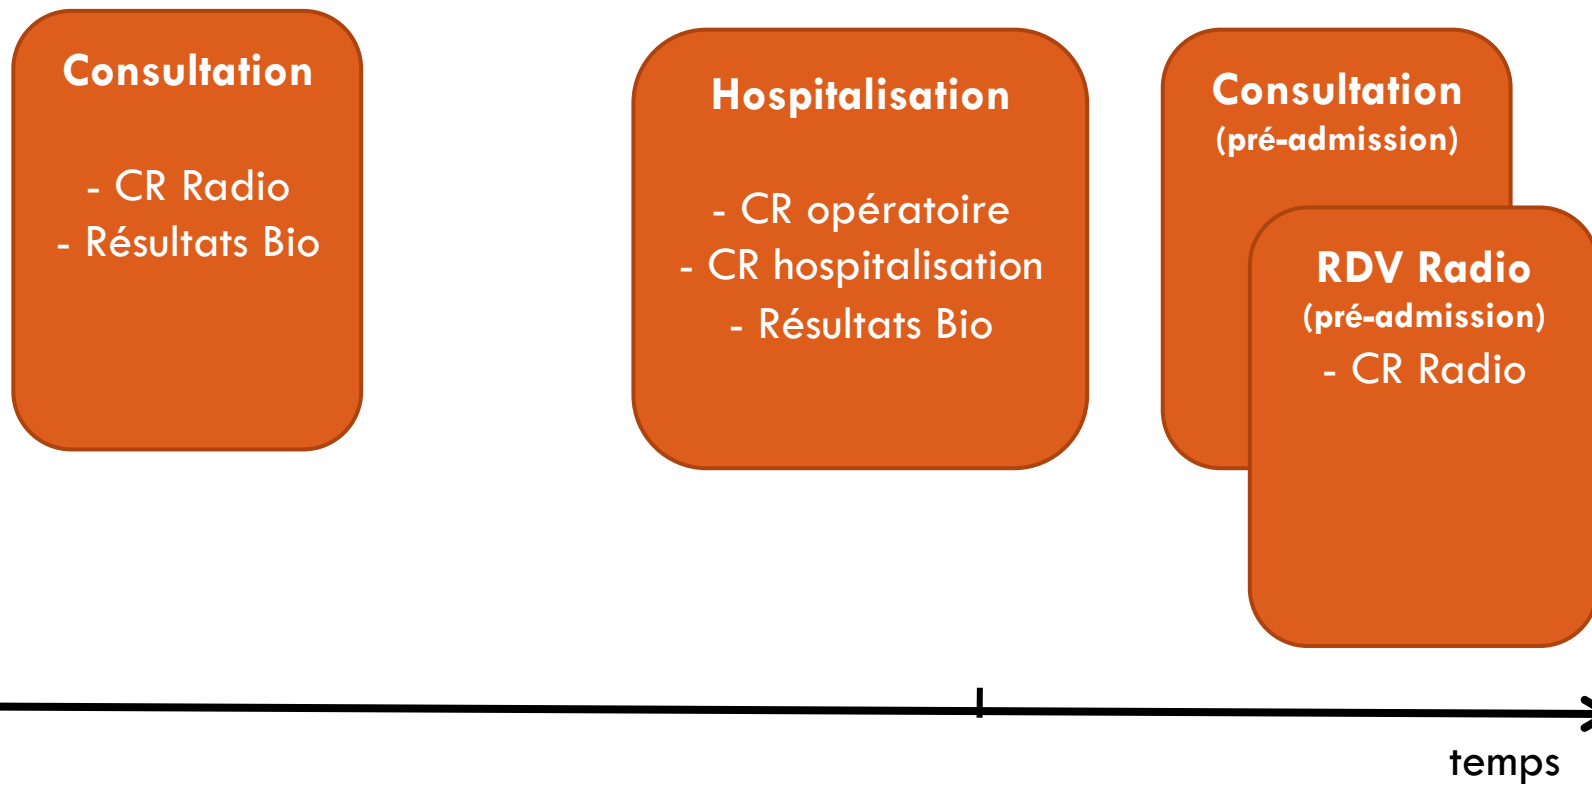 Consultation
- CR Radio
- Résultats Bio
Hospitalisation
- CR opératoire
- CR hospitalisation
- Résultats Bio
Consultation
(pré-admission)
RDV Radio
(pré-admission)
- CR Radio
temps